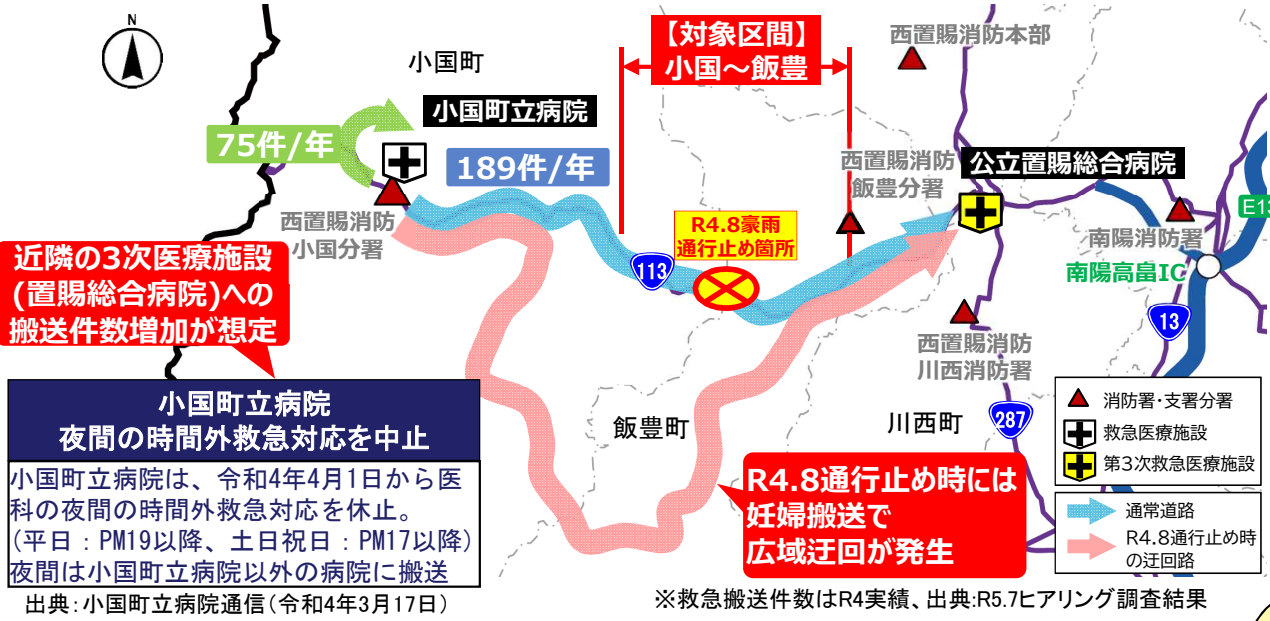 N
小国町
【対象区間】
小国～飯豊
西置賜消防本部
小国町立病院
75件/年
189件/年
西置賜消防
飯豊分署
公立置賜総合病院
西置賜消防
小国分署
R4.8豪雨
通行止め箇所
113
南陽消防署
南陽高畠IC
13
近隣の3次医療施設
(置賜総合病院)への
搬送件数増加が想定
西置賜消防
川西消防署
小国町立病院
夜間の時間外救急対応を中止
小国町立病院は、令和4年4月1日から医
科の夜間の時間外救急対応を休止。
(平日：PM19以降、土日祝日：PM17以降)
夜間は小国町立病院以外の病院に搬送
出典：小国町立病院通信（令和4年3月17日）
飯豊町
川西町
287
R4.8通行止め時には
妊婦搬送で
広域迂回が発生
消防署・支署分署
救急医療施設
第3次救急医療施設
通常道路
R4.8通行止め時
の迂回路
※救急搬送件数はR4実績、出典:R5.7ヒアリング調査結果